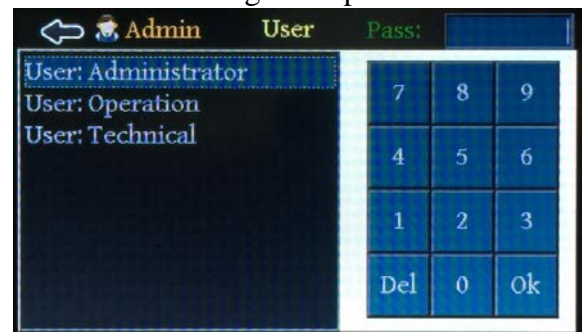 Admin User Pass:
User: Administrator
User: Operation
User: Technical
7 8 9
4 5 6
1 2 3
Del 0 Ok